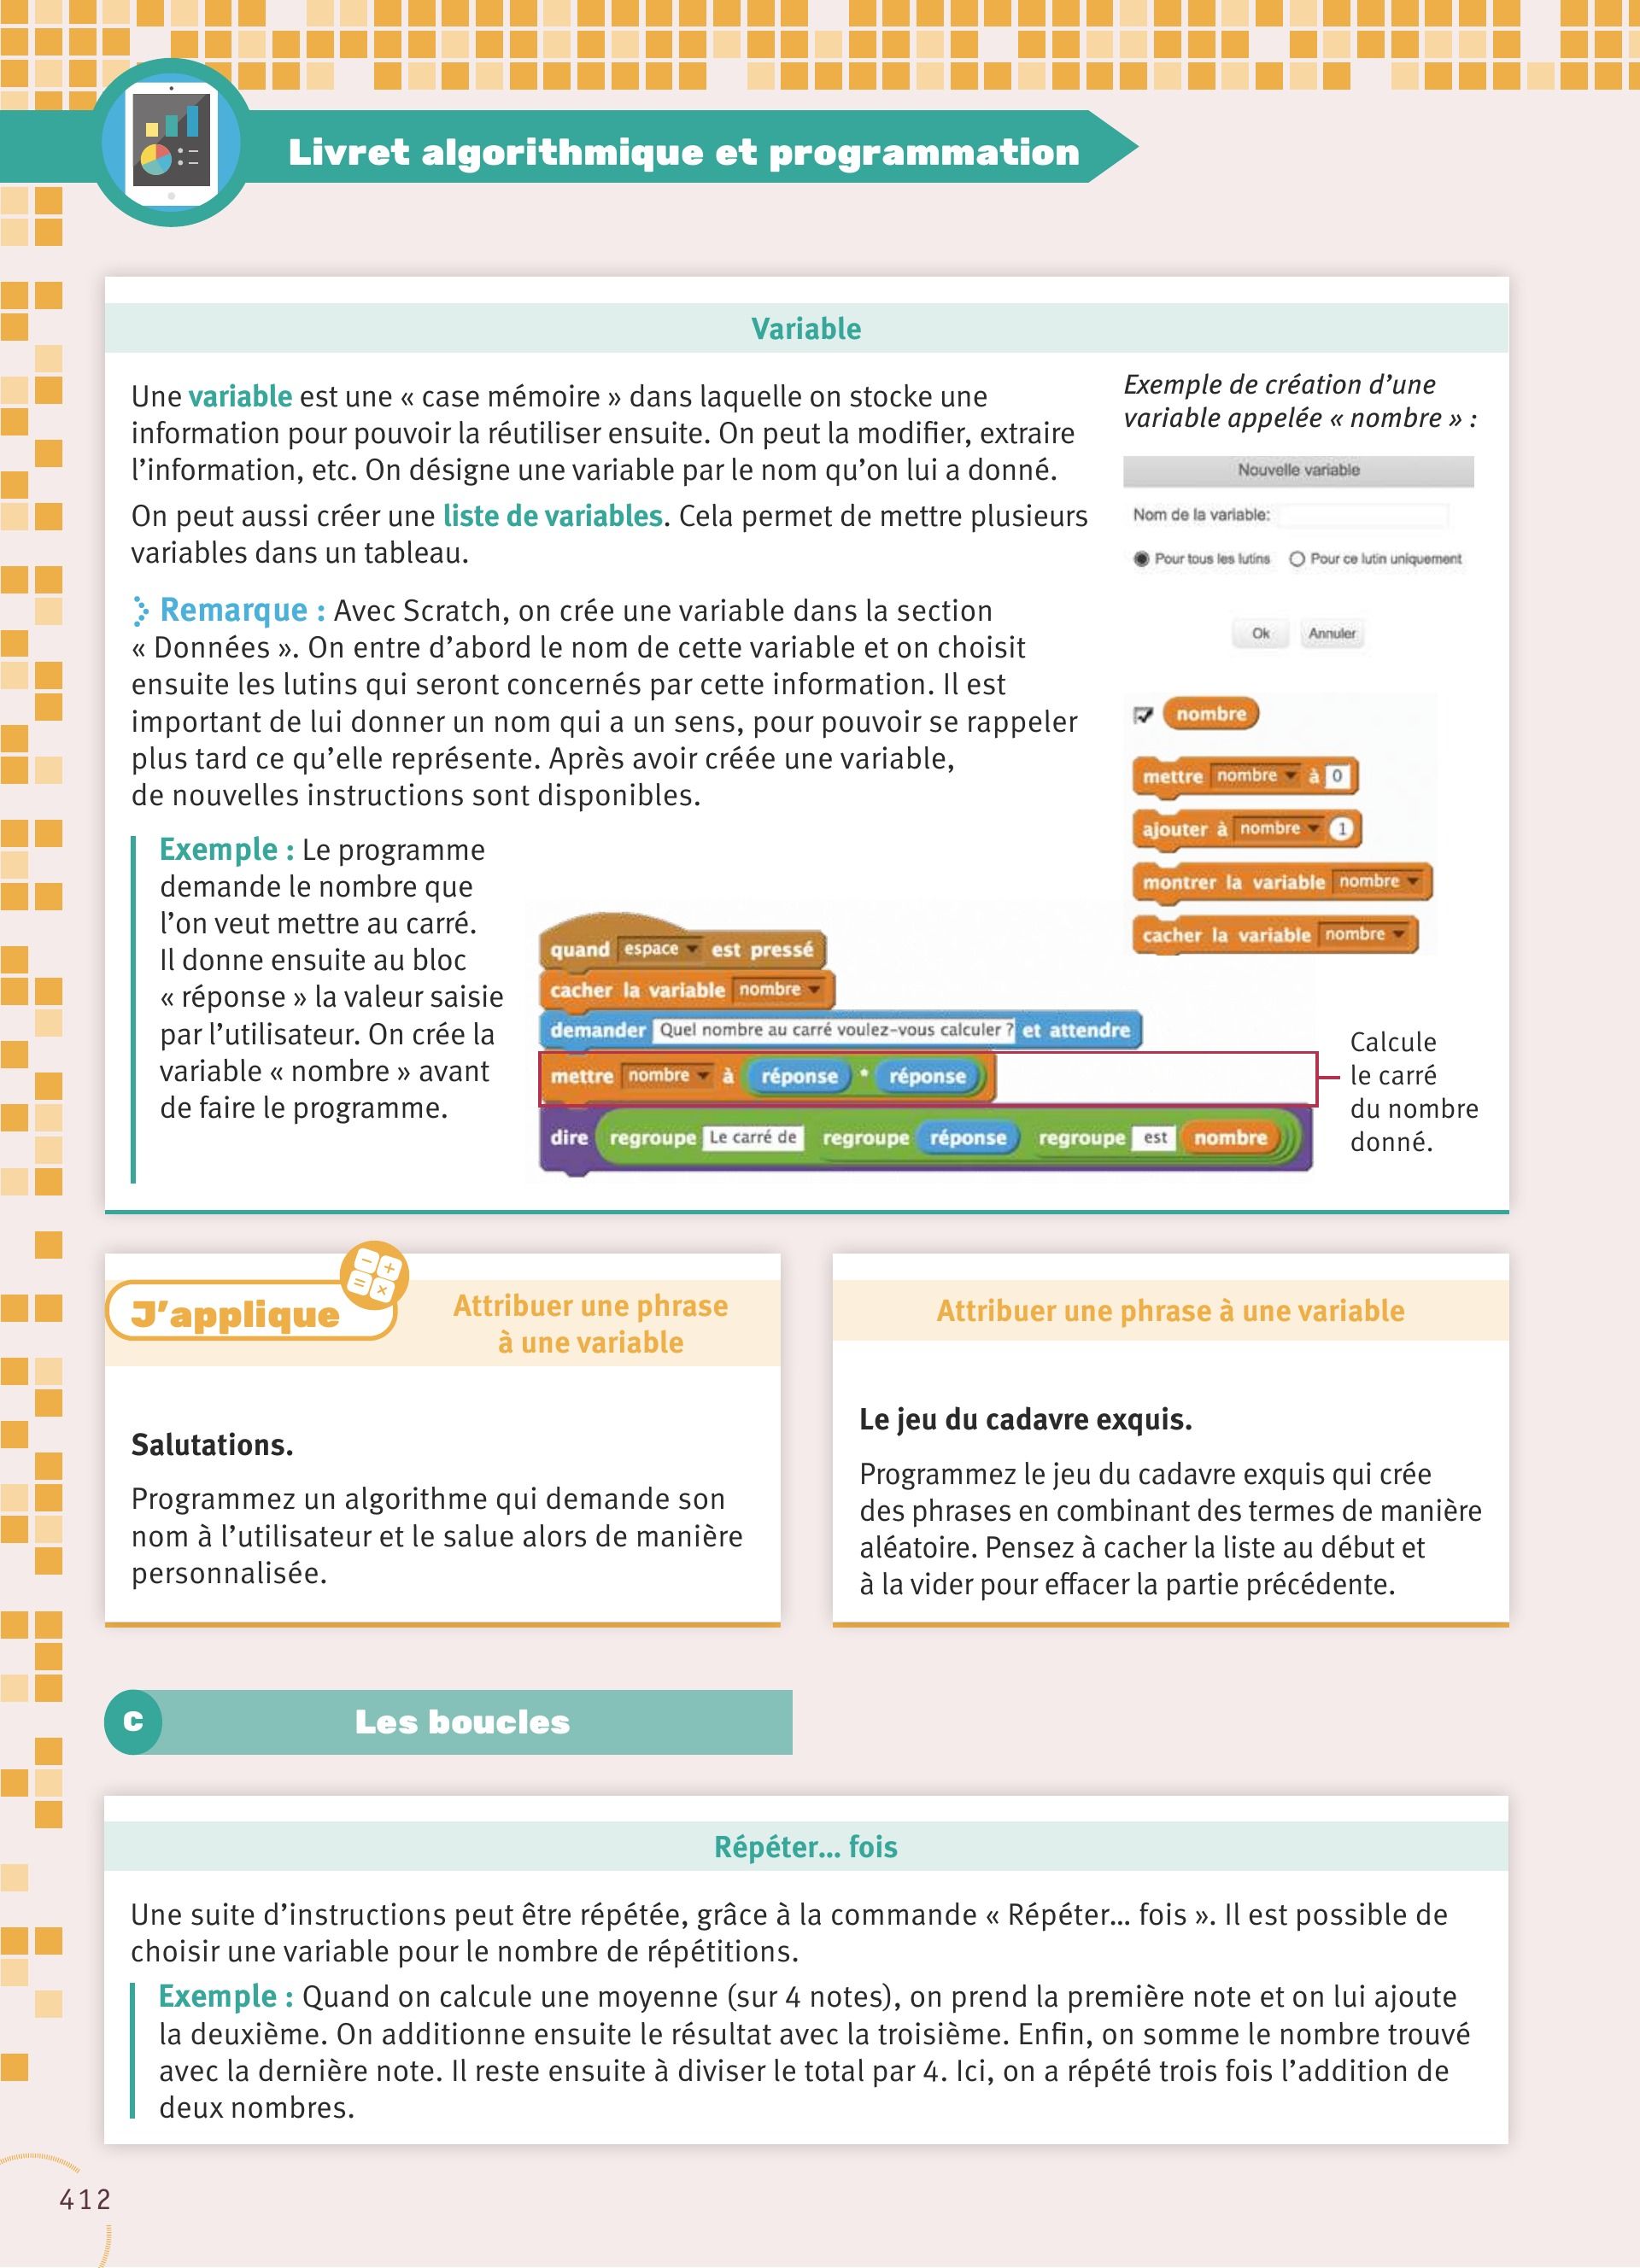 Livret algorithmique et programmation
Variable
Une variable est une « case mémoire » dans laquelle on stocke une
information pour pouvoir la réutiliser ensuite. On peut la modifier, extraire
l’information, etc. On désigne une variable par le nom qu’on lui a donné.
On peut aussi créer une liste de variables. Cela permet de mettre plusieurs
variables dans un tableau.
Remarque : Avec Scratch, on crée une variable dans la section
« Données ». On entre d’abord le nom de cette variable et on choisit
ensuite les lutins qui seront concernés par cette information. Il est
important de lui donner un nom qui a un sens, pour pouvoir se rappeler
plus tard ce qu’elle représente. Après avoir créée une variable,
de nouvelles instructions sont disponibles.
Exemple de création d’une
variable appelée « nombre » :
Nouvelle variable
Nom de la variable:
Pour tous les lutins Pour ce lutin uniquement
Ok Annuler
nombre
mettre nombre à 0
ajouter à nombre 1
montrer la variable nombre
cacher la variable nombre
Exemple : Le programme
demande le nombre que
l’on veut mettre au carré.
Il donne ensuite au bloc
« réponse » la valeur saisie
par l’utilisateur. On crée la
variable « nombre » avant
de faire le programme.
quand espace est pressé
cacher la variable nombre
demander Quel nombre au carré voulez-vous calculer ? et attendre
mettre nombre à réponse * réponse
dire regroupe Le carré de regroupe réponse regroupe est nombre
Calcule
le carré
du nombre
donné.
J’applique
Attribuer une phrase
à une variable
Salutations.
Programmez un algorithme qui demande son
nom à l’utilisateur et le salue alors de manière
personnalisée.
Attribuer une phrase à une variable
Le jeu du cadavre exquis.
Programmez le jeu du cadavre exquis qui crée
des phrases en combinant des termes de manière
aléatoire. Pensez à cacher la liste au début et
à la vider pour effacer la partie précédente.
C Les boucles
Répéter... fois
Une suite d’instructions peut être répétée, grâce à la commande « Répéter... fois ». Il est possible de
choisir une variable pour le nombre de répétitions.
Exemple : Quand on calcule une moyenne (sur 4 notes), on prend la première note et on lui ajoute
la deuxième. On additionne ensuite le résultat avec la troisième. Enfin, on somme le nombre trouvé
avec la dernière note. Il reste ensuite à diviser le total par 4. Ici, on a répété trois fois l’addition de
deux nombres.
412